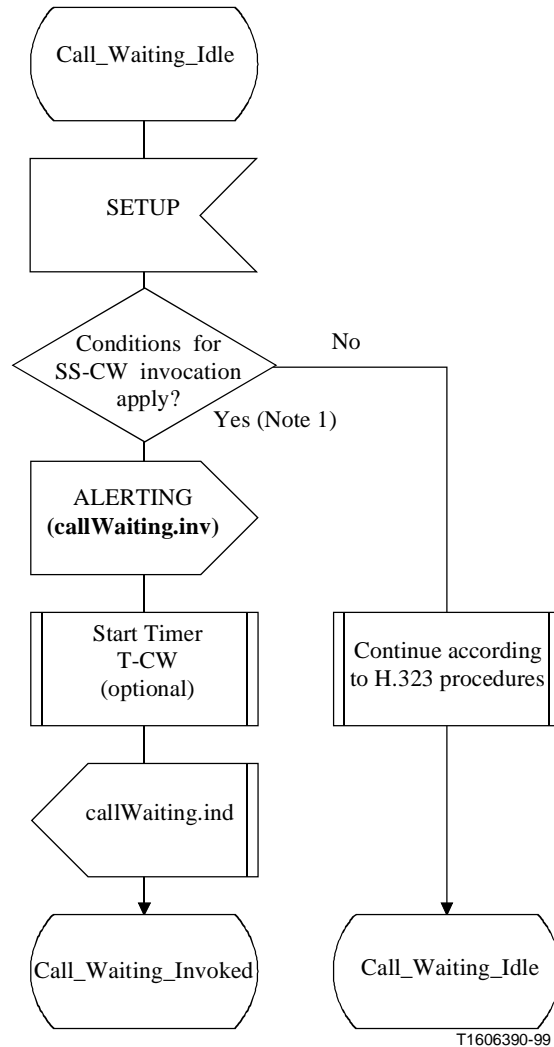 Call_Waiting_Idle
SETUP
Conditions for
SS-CW invocation
apply?
No
Yes (Note 1)
ALERTING
(callWaiting.inv)
Start Timer
T-CW
(optional)
Continue according
to H.323 procedures
callWaiting.ind
Call_Waiting_Invoked
Call_Waiting_Idle
T1606390-99